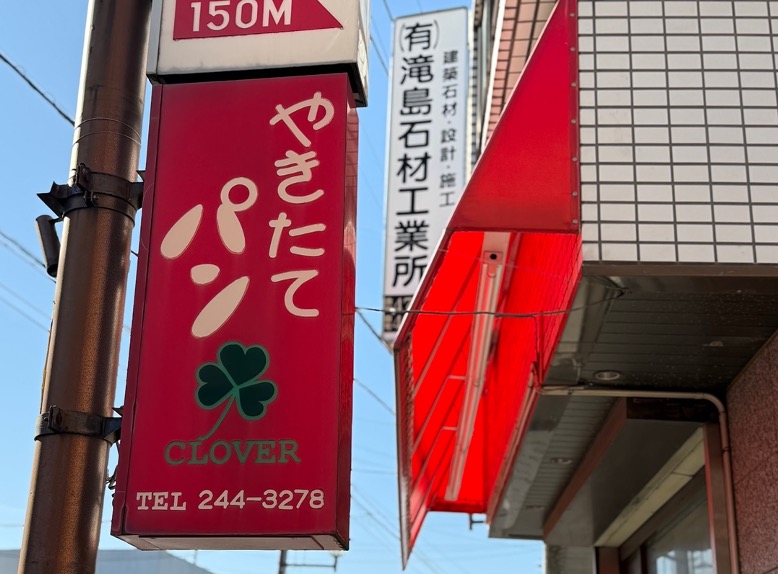 150M
やきたて
パン
CLOVER
TEL 244-3278
(有)滝島石材工業所
建築石材・設計・施工